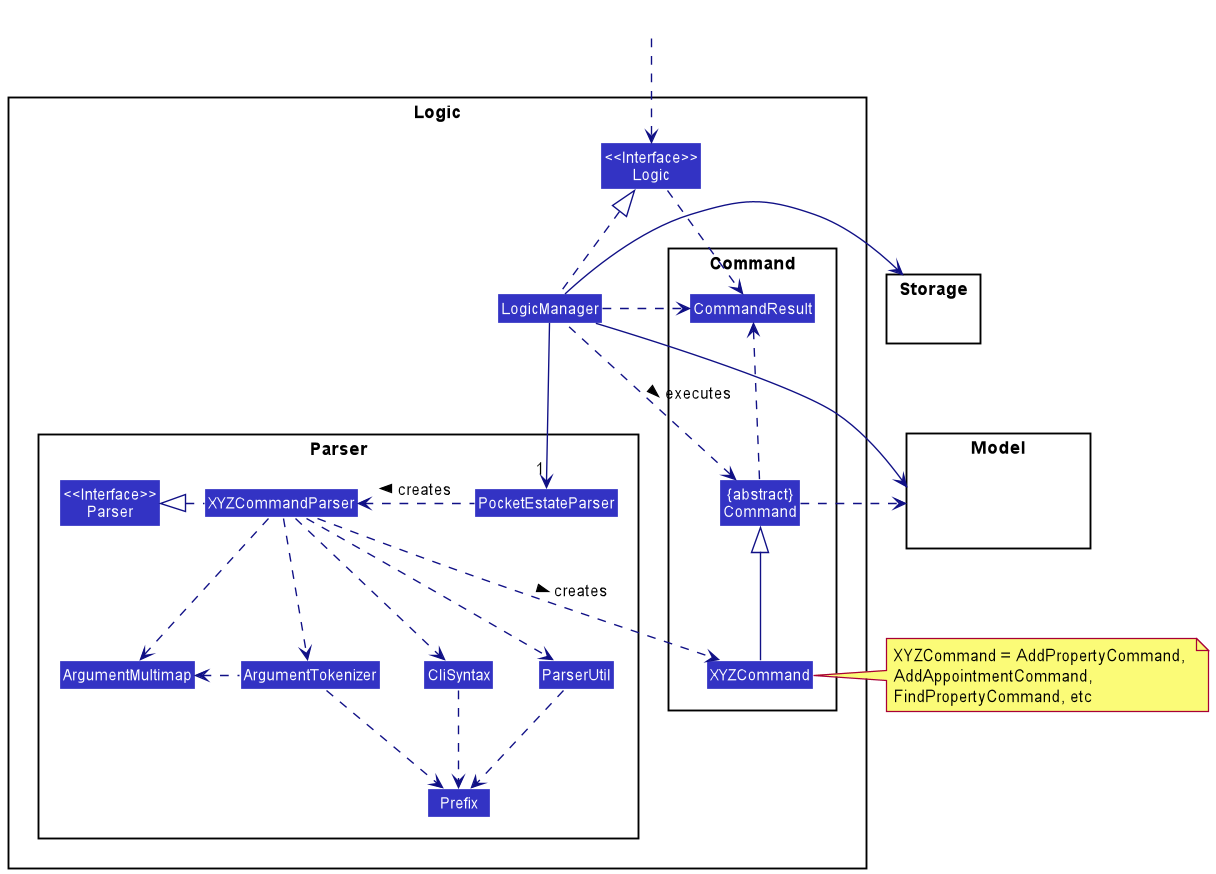 Logic
<<Interface>>
Logic
Command
Storage
LogicManager
CommandResult
executes
Parser
Model
1
<<Interface>>
Parser
XYZCommandParser
creates
PocketEstateParser
{abstract}
Command
creates
ArgumentMultimap
ArgumentTokenizer
CliSyntax
ParserUtil
XYZCommand
XYZCommand = AddPropertyCommand,
AddAppointmentCommand,
FindPropertyCommand, etc
Prefix